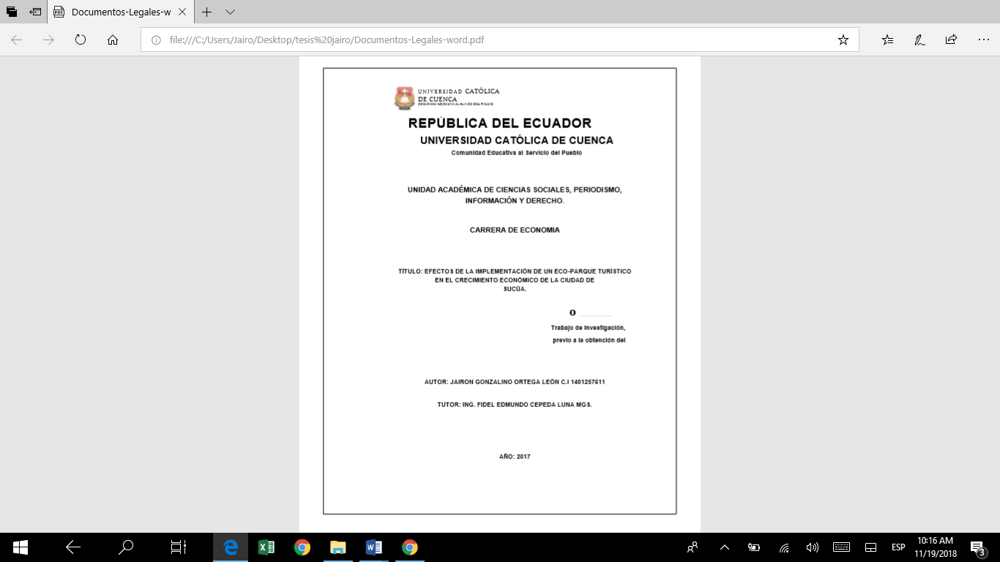 Documentos-Legales-w
file:///C:/Users/Jairo/Desktop/tesis%20jairo/Documentos-Legales-word.pdf
UNIVERSIDAD CATÓLICA
DE CUENCA
REPÚBLICA DEL ECUADOR
UNIVERSIDAD CATÓLICA DE CUENCA
Comunidad Educativa al Servicio del Pueblo
UNIDAD ACADÉMICA DE CIENCIAS SOCIALES, PERIODISMO,
INFORMACIÓN Y DERECHO.
CARRERA DE ECONOMIA
TÍTULO: EFECTOS DE LA IMPLEMENTACIÓN DE UN ECO-PARQUE TURÍSTICO
EN EL CRECIMIENTO ECONÓMICO DE LA CIUDAD DE
SUCÚA.
o
Trabajo de Investigación,
previo a la obtención del
AUTOR: JAIRON GONZALINO ORTEGA LEÓN C.I 1401257611
TUTOR: ING. FIDEL EDMUNDO CEPEDA LUNA MGS.
AÑO: 2017
ESP
10:16 AM
11/19/2018
3